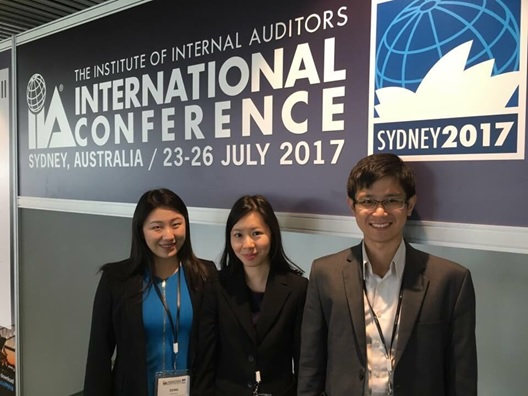 THE INSTITUTE OF INTERNAL AUDITORS
IIA
INTERNATIONAL
CONFERENCE
SYDNEY, AUSTRALIA / 23-26 JULY 2017
SYDNEY2017